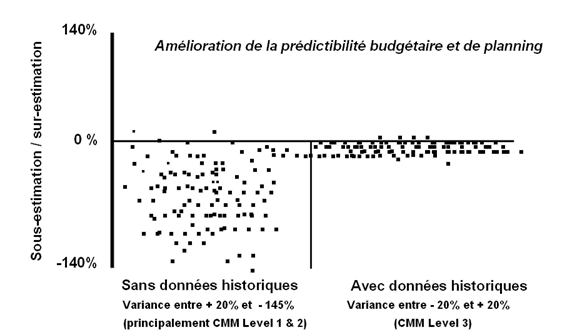 140%
Amélioration de la prédictibilité budgétaire et de planning
0 %
Sous-estimation / sur-estimation
-140%
Sans données historiques
Variance entre + 20% et - 145%
(principalement CMM Level 1 & 2)
Avec données historiques
Variance entre - 20% et + 20%
(CMM Level 3)